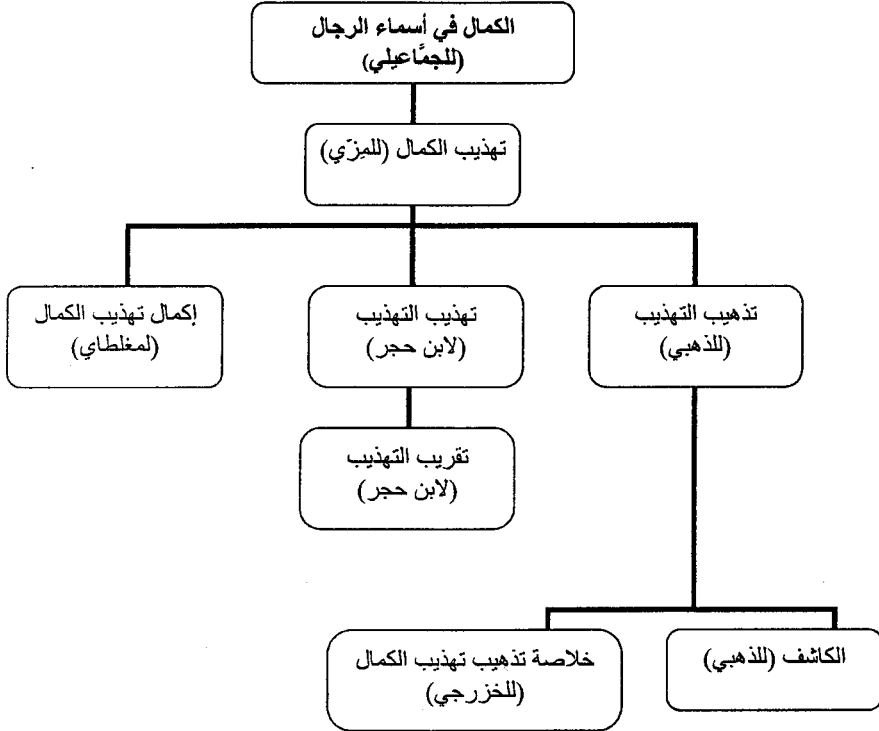 الكمال في أسماء الرجال
(للجمَّاعيلي)
تهذيب الكمال (للمِزّي)
تذهيب التهذيب
(للذهبي)
تهذيب التهذيب
(لابن حجر)
إكمال تهذيب الكمال
(لمغلطاي)
تقريب التهذيب
(لابن حجر)
الكاشف (للذهبي)
خلاصة تذهيب تهذيب الكمال
(للخزرجي)